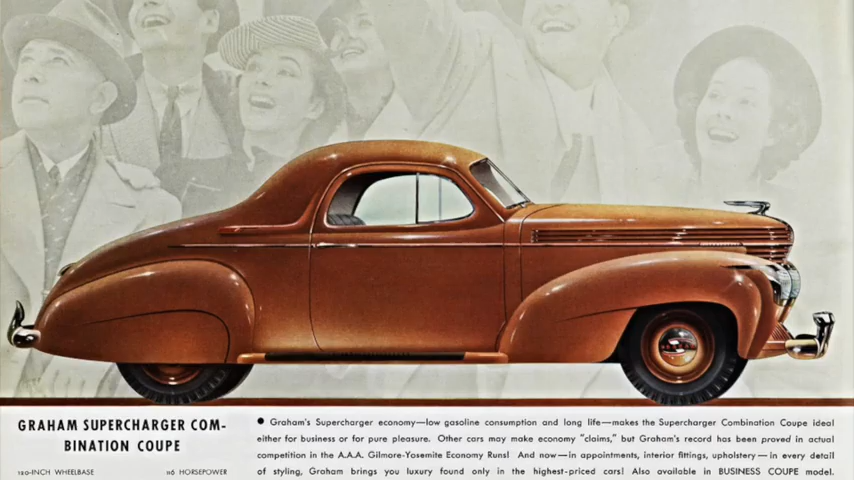 GRAHAM SUPERCHARGER COM-
BINATION COUPE
120-INCH WHEELBASE 116 HORSEPOWER
● Graham's Supercharger economy—low gasoline consumption and long life—makes the Supercharger Combination Coupe ideal
either for business or for pure pleasure. Other cars may make economy "claims," but Graham's record has been proved in actual
competition in the A.A.A. Gilmore-Yosemite Economy Runs! And now—in appointments, interior fittings, upholstery—in every detail
of styling, Graham brings you luxury found only in the highest-priced cars! Also available in BUSINESS COUPE model.